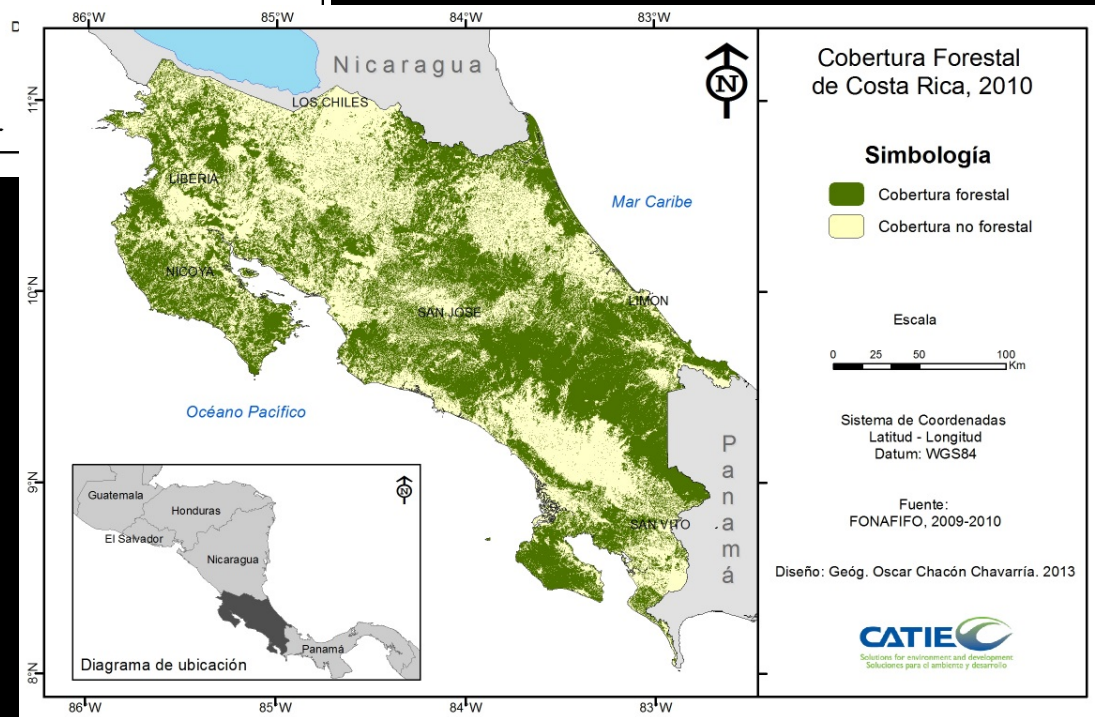 86°W
85°W
84°W
83°W
11°N
10°N
9°N
8°N
Nicaragua
LOS CHILES
LIBERIA
NICOYA
SAN JOSE
LIMON
SAN VITO
Mar Caribe
Océano Pacífico
Panamá
Guatemala
Honduras
El Salvador
Nicaragua
Panamá
Diagrama de ubicación
N
86°W
85°W
84°W
83°W
N
Cobertura Forestal
de Costa Rica, 2010
Simbología
Cobertura forestal
Cobertura no forestal
Escala
0 25 50 100
Km
Sistema de Coordenadas
Latitud - Longitud
Datum: WGS84
Fuente:
FONAFIFO, 2009-2010
Diseño: Geóg. Oscar Chacón Chavarría. 2013
CATIE
Solutions for environment and development
Soluciones para el ambiente y desarrollo